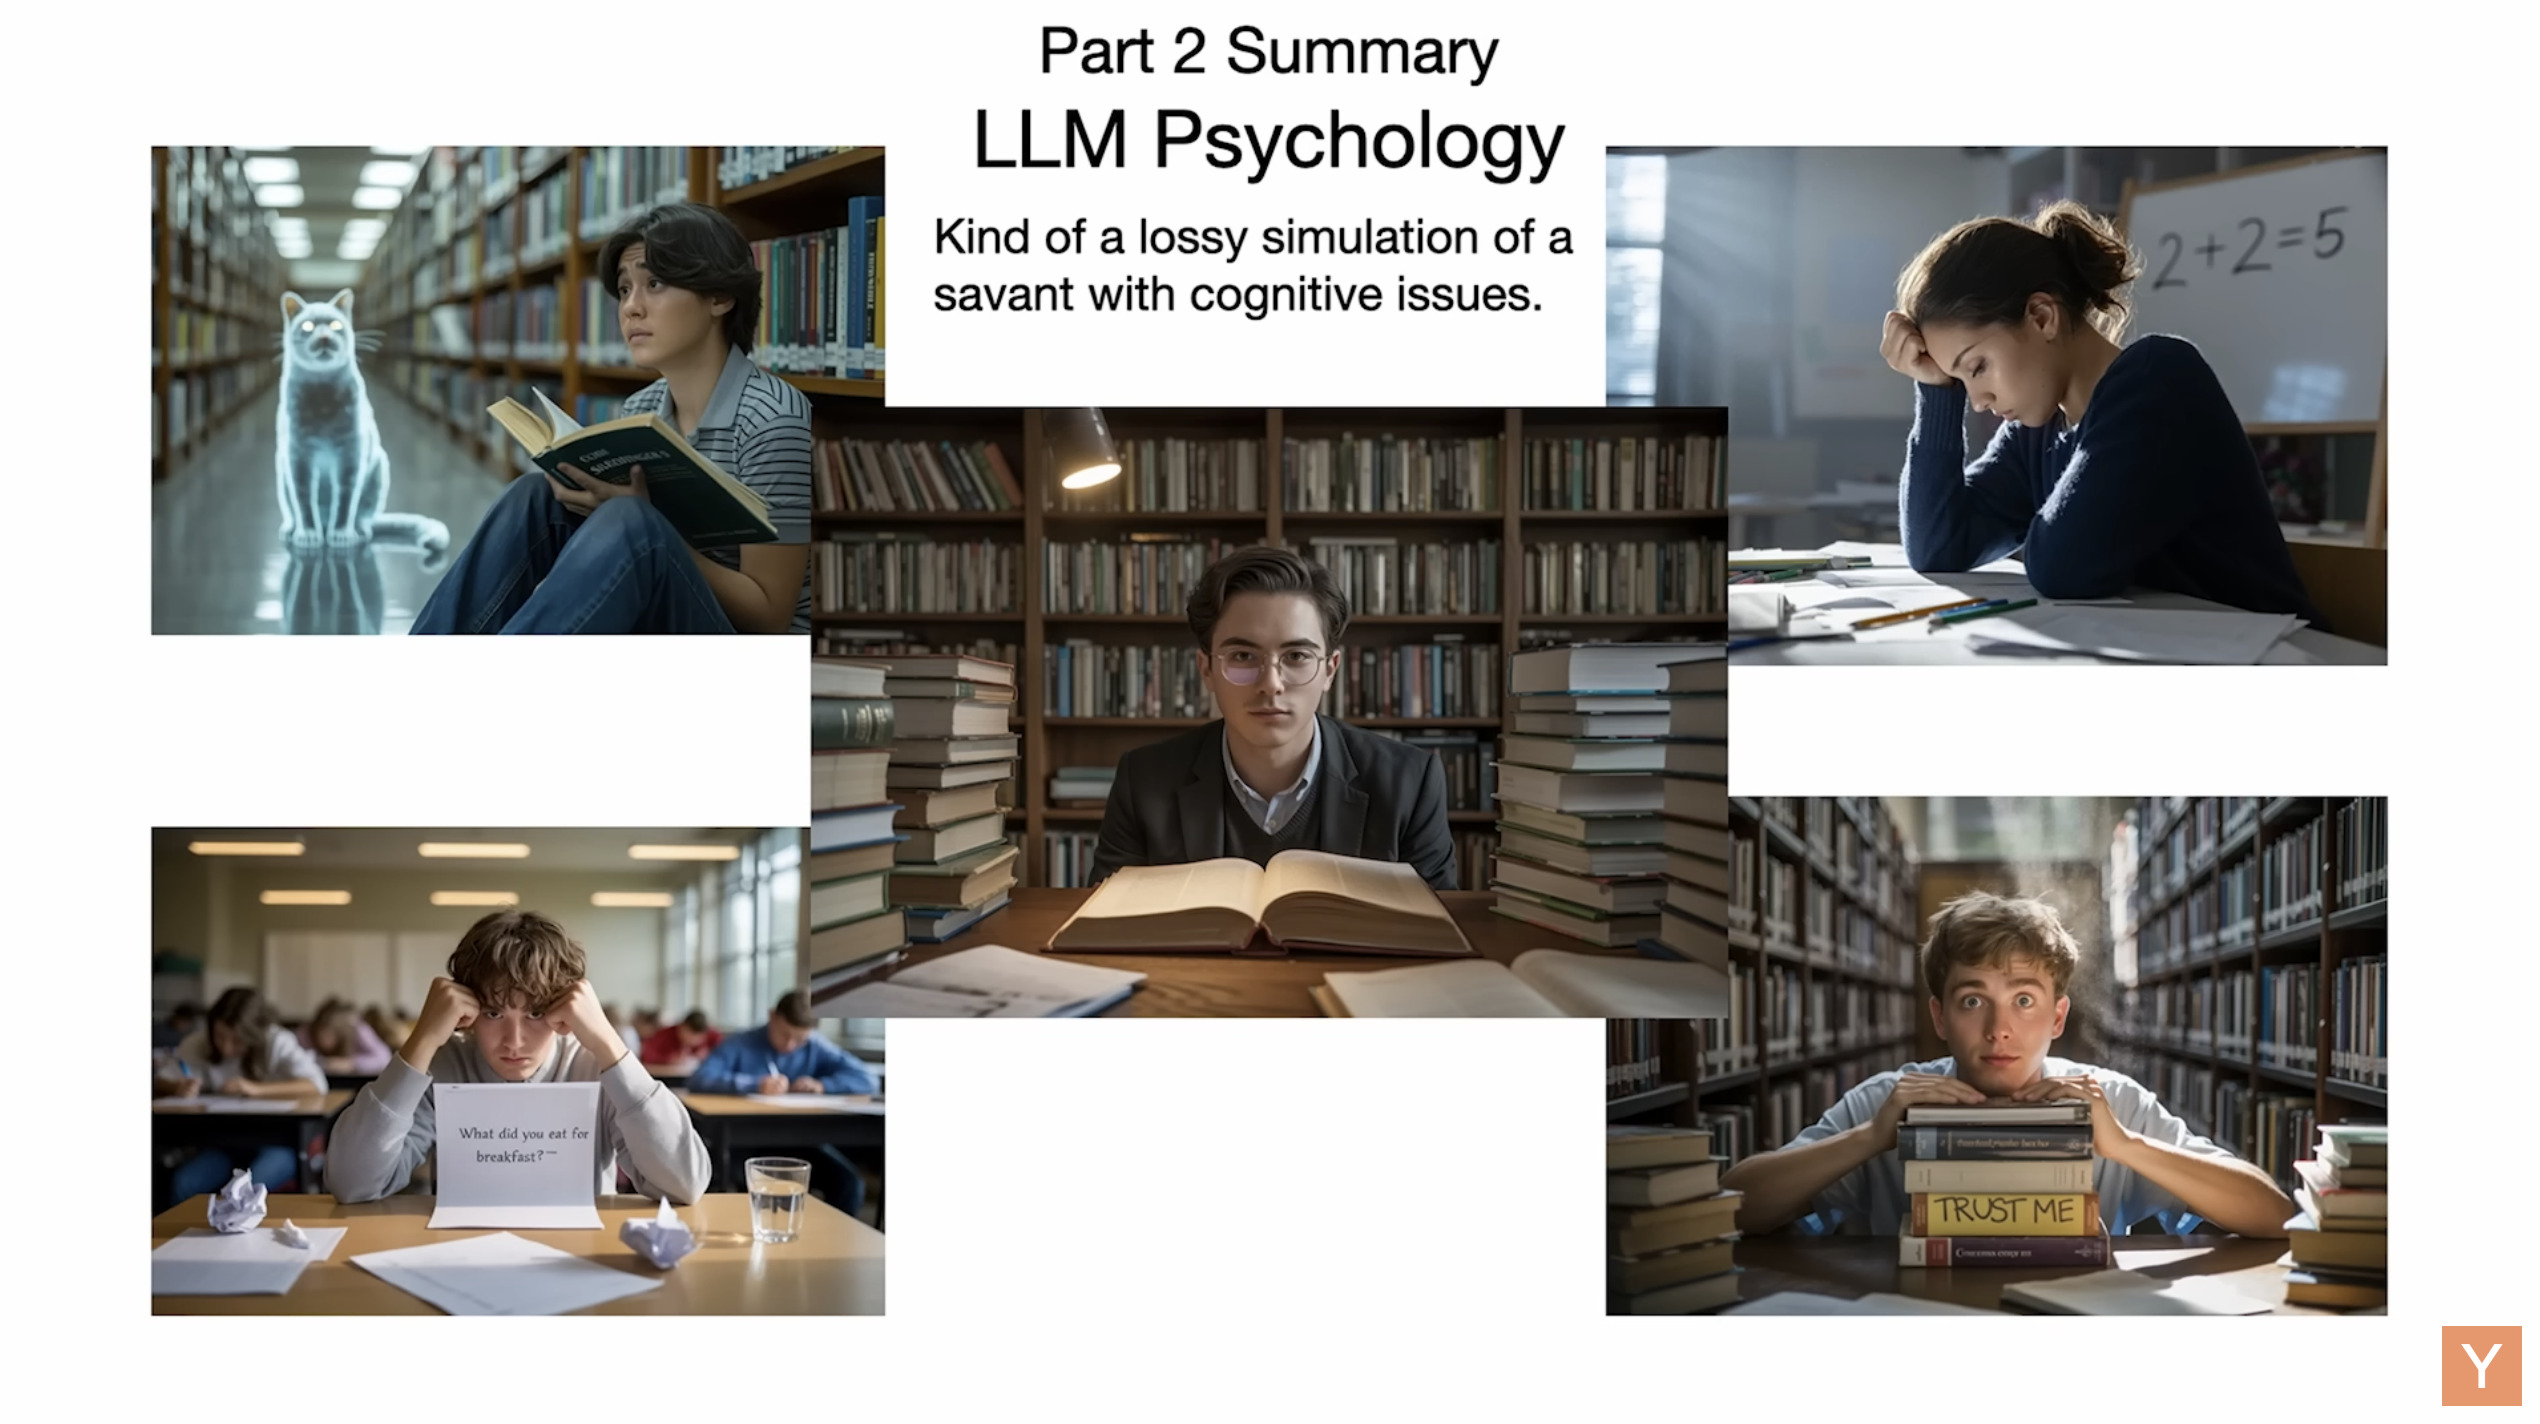 Part 2 Summary
LLM Psychology
Kind of a lossy simulation of a
savant with cognitive issues.
2+2=5
What did you eat for
breakfast?
TRUST ME
Y